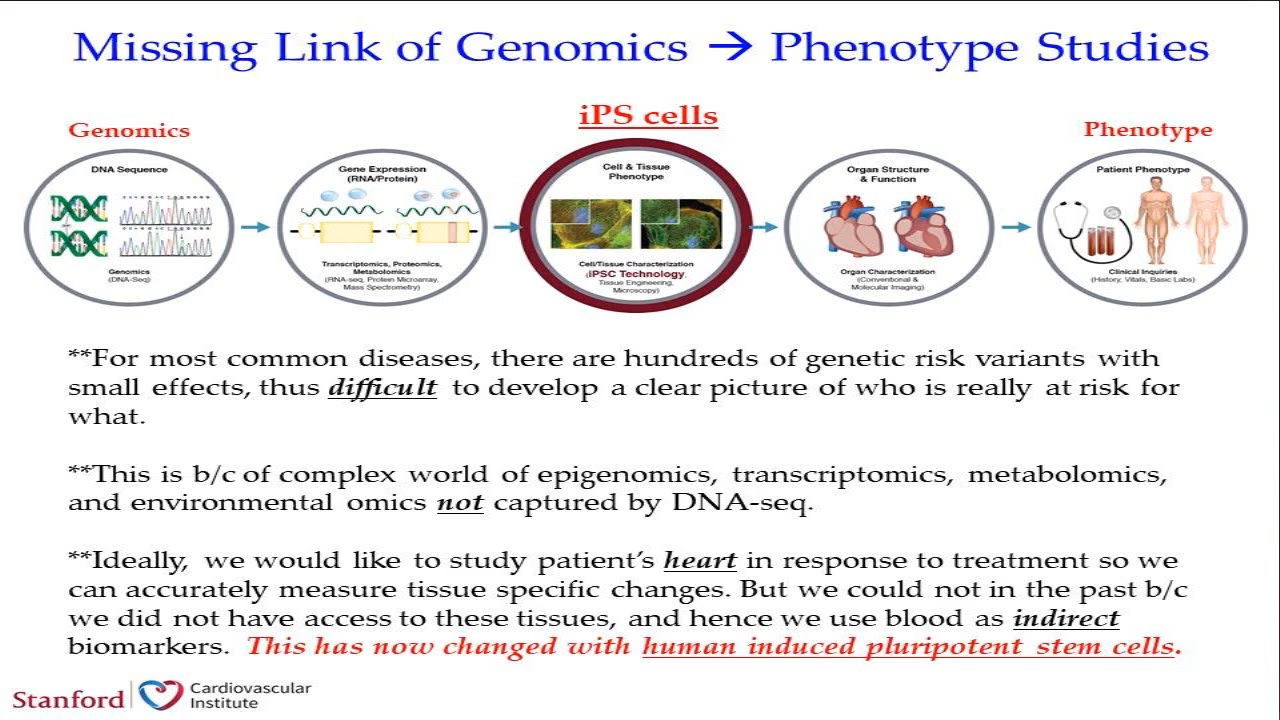 Missing Link of Genomics → Phenotype Studies
Genomics
iPS cells
Phenotype
DNA Sequence
Genomics
(DNA-Seq)
Gene Expression
(RNA/Protein)
Transcriptomics, Proteomics,
Metabolomics
(RNA-seq, Protein Microarray,
Mass Spectrometry)
Cell & Tissue
Phenotype
Cell/Tissue Characterization
(iPSC Technology,
Tissue Engineering,
Microscopy)
Organ Structure
& Function
Organ Characterization
(Conventional &
Molecular Imaging)
Patient Phenotype
Clinical Inquiries
(History, Vitals, Basic Labs)
**For most common diseases, there are hundreds of genetic risk variants with
small effects, thus difficult to develop a clear picture of who is really at risk for
what.
**This is b/c of complex world of epigenomics, transcriptomics, metabolomics,
and environmental omics not captured by DNA-seq.
**Ideally, we would like to study patient's heart in response to treatment so we
can accurately measure tissue specific changes. But we could not in the past b/c
we did not have access to these tissues, and hence we use blood as indirect
biomarkers. This has now changed with human induced pluripotent stem cells.
Stanford
Cardiovascular
Institute